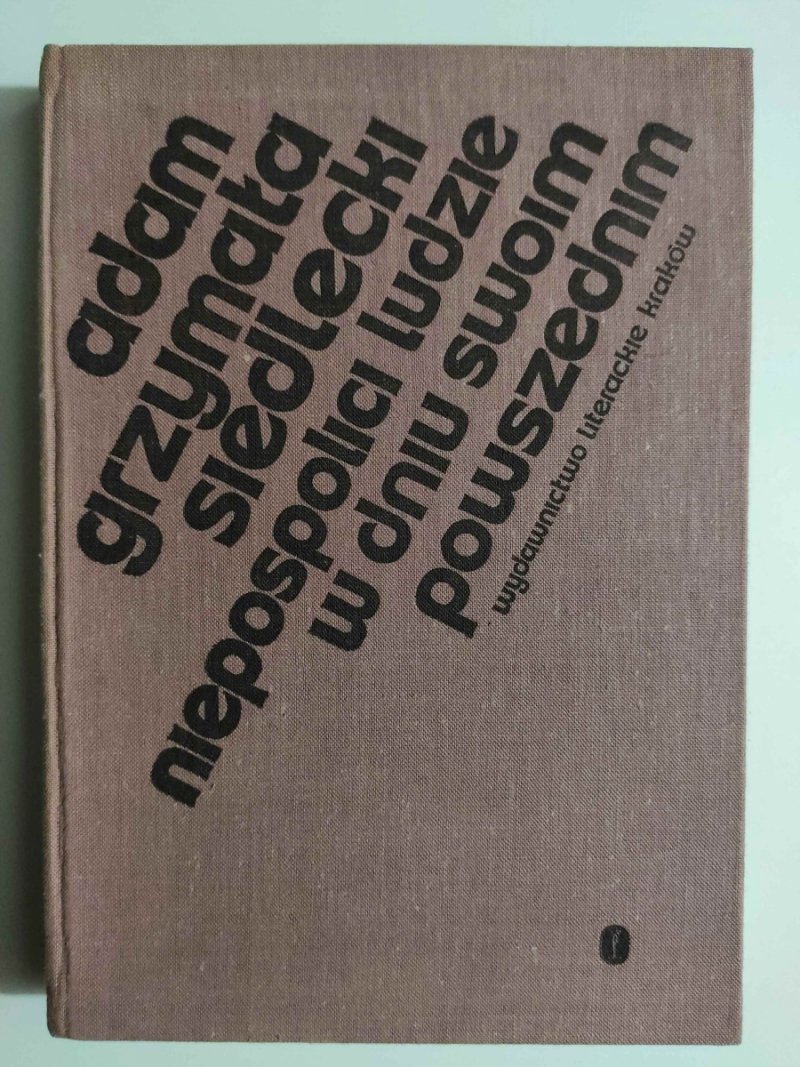 adam
grzymała
siedlecki
niepospolici ludzie
w dniu swoim
powszednim
wydawnictwo literackie kraków